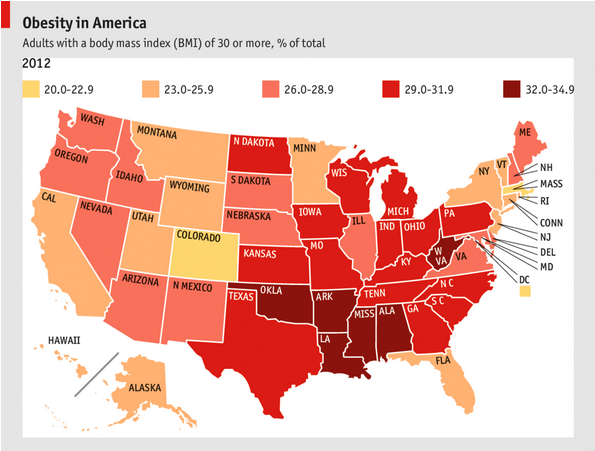 Obesity in America
Adults with a body mass index (BMI) of 30 or more, % of total
2012
20.0-22.9 23.0-25.9 26.0-28.9 29.0-31.9 32.0-34.9
WASH
MONTANA
N DAKOTA
MINN
ME
OREGON
IDAHO
WYOMING
S DAKOTA
WIS
MICH
NY
VT
NH
MASS
RI
CONN
NJ
DEL
MD
DC
CAL
NEVADA
UTAH
COLORADO
NEBRASKA
IOWA
ILL
IND
OHIO
PA
KANSAS
MO
KY
W
VA
VA
ARIZONA
N MEXICO
TEXAS
OKLA
ARK
TENN
N C
S C
MISS
ALA
GA
LA
FLA
HAWAII
ALASKA